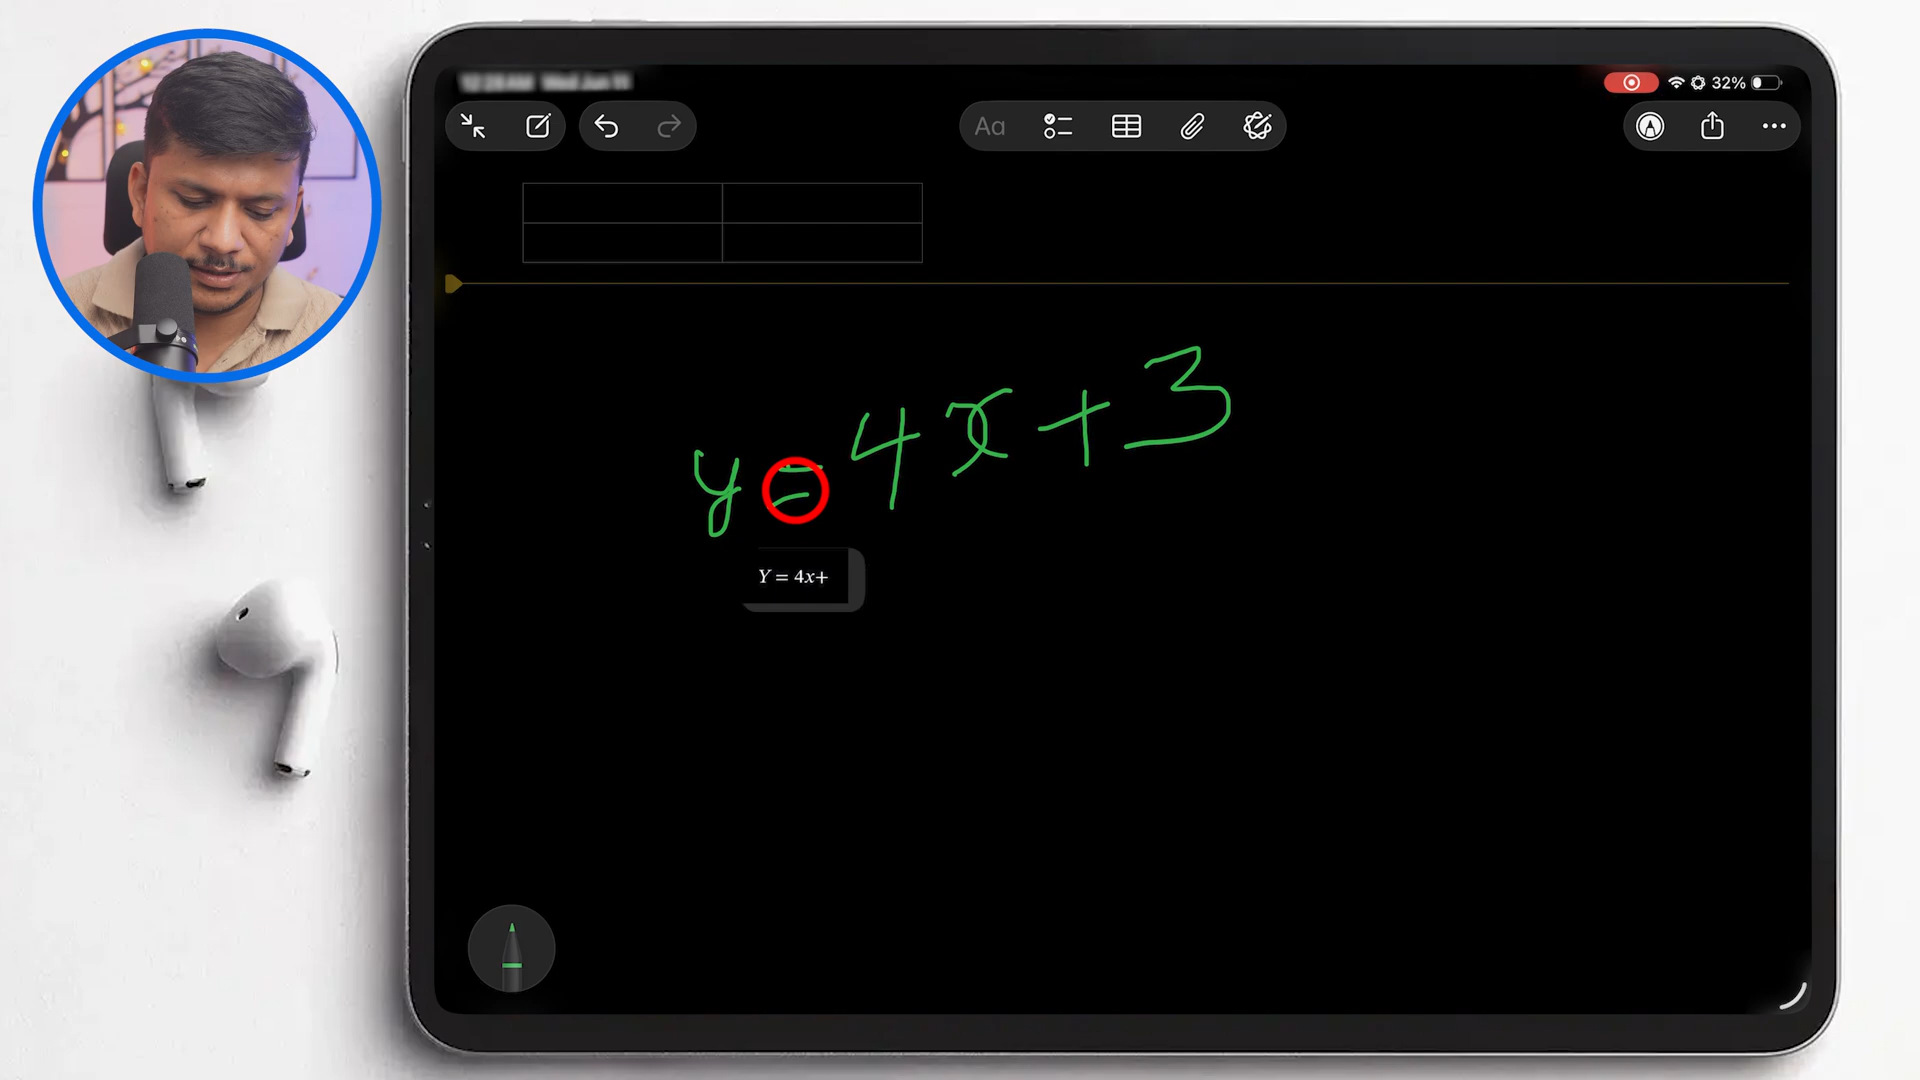 32%
Aa
y = 4x + 3
Y = 4x+